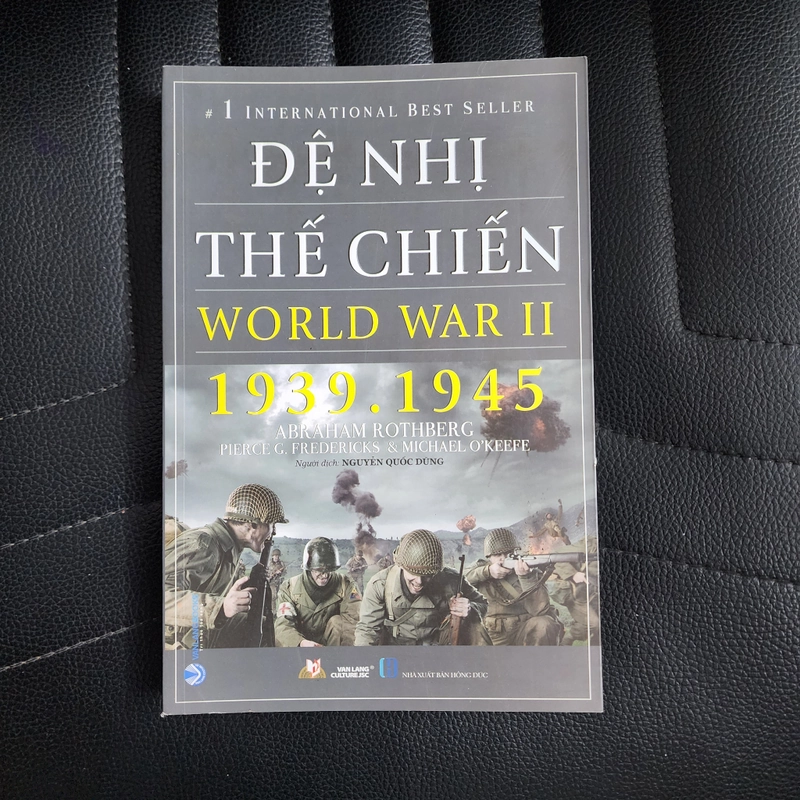 # 1 INTERNATIONAL BEST SELLER
ĐỆ NHỊ
THẾ CHIẾN
WORLD WAR II
1939.1945
ABRAHAM ROTHBERG
PIERCE G. FREDERICKS & MICHAEL O'KEEFE
Người dịch: NGUYỄN QUỐC DŨNG
VAN LANG®
CULTURE.JSC
NHÀ XUẤT BẢN HỒNG ĐỨC